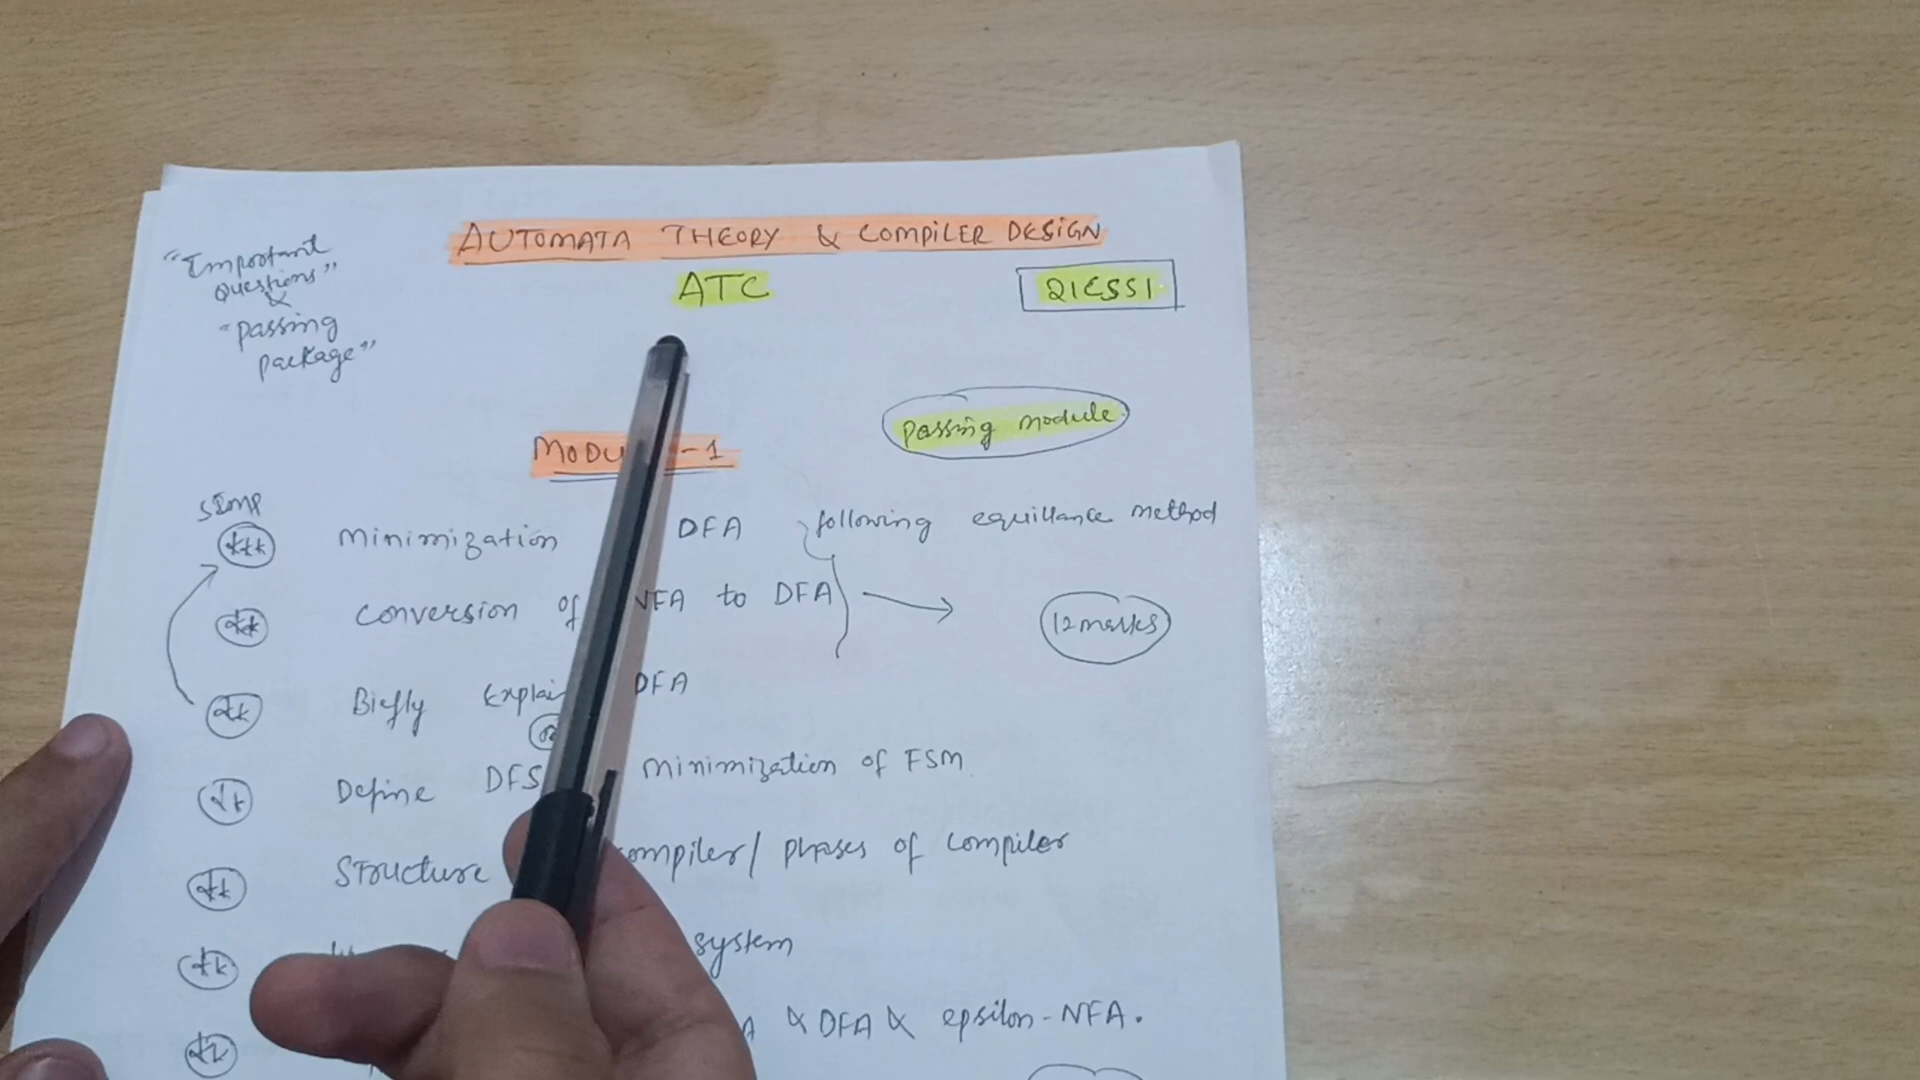 "Important
Questions"
&
"Passing
package"
AUTOMATA THEORY & COMPILER DESIGN
ATC
21CS51
Passing module
MODU -1
SIMP
Minimization DFA following equillance method
conversion of NFA to DFA
12 marks
Biefly Explain DFA
Define DFS Minimization of FSM
Structure compiler / phases of compiler
system
& DFA & epsilon-NFA.